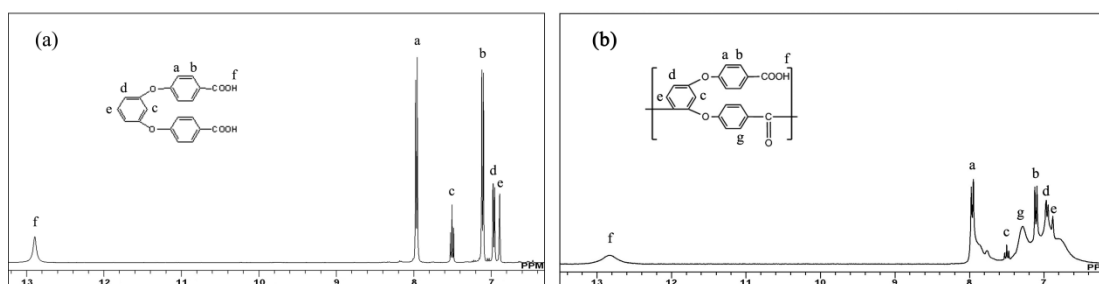 (a)
a
b
a b f
O COOH
d
e c
O COOH
d
e
c
f
13 12 11 10 9 8 7
PPM
(b)
a b f
O COOH
d
e c
O C
g O
a
b
d
g e
c
f
13 12 11 10 9 8 7